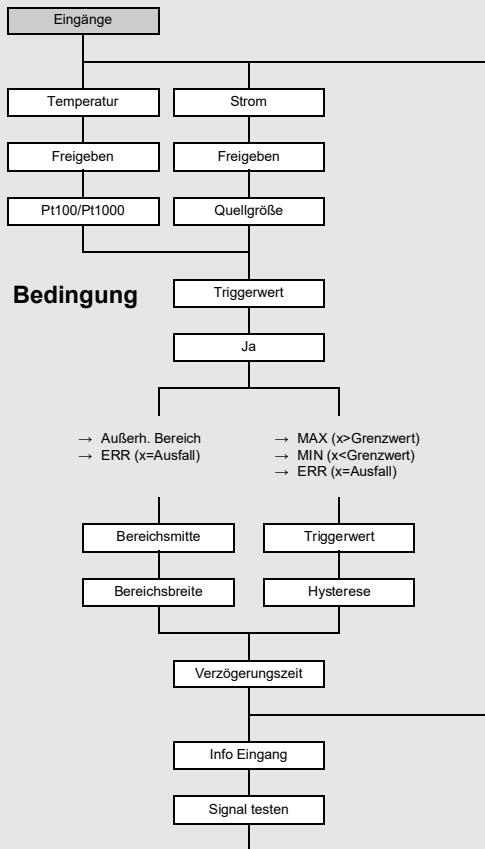 Eingänge
Temperatur
Strom
Freigeben
Freigeben
Pt100/Pt1000
Quellgröße
Bedingung
Triggerwert
Ja
→ Außerh. Bereich
→ ERR (x=Ausfall)
→ MAX (x>Grenzwert)
→ MIN (x<Grenzwert)
→ ERR (x=Ausfall)
Bereichsmitte
Triggerwert
Bereichsbreite
Hysterese
Verzögerungszeit
Info Eingang
Signal testen